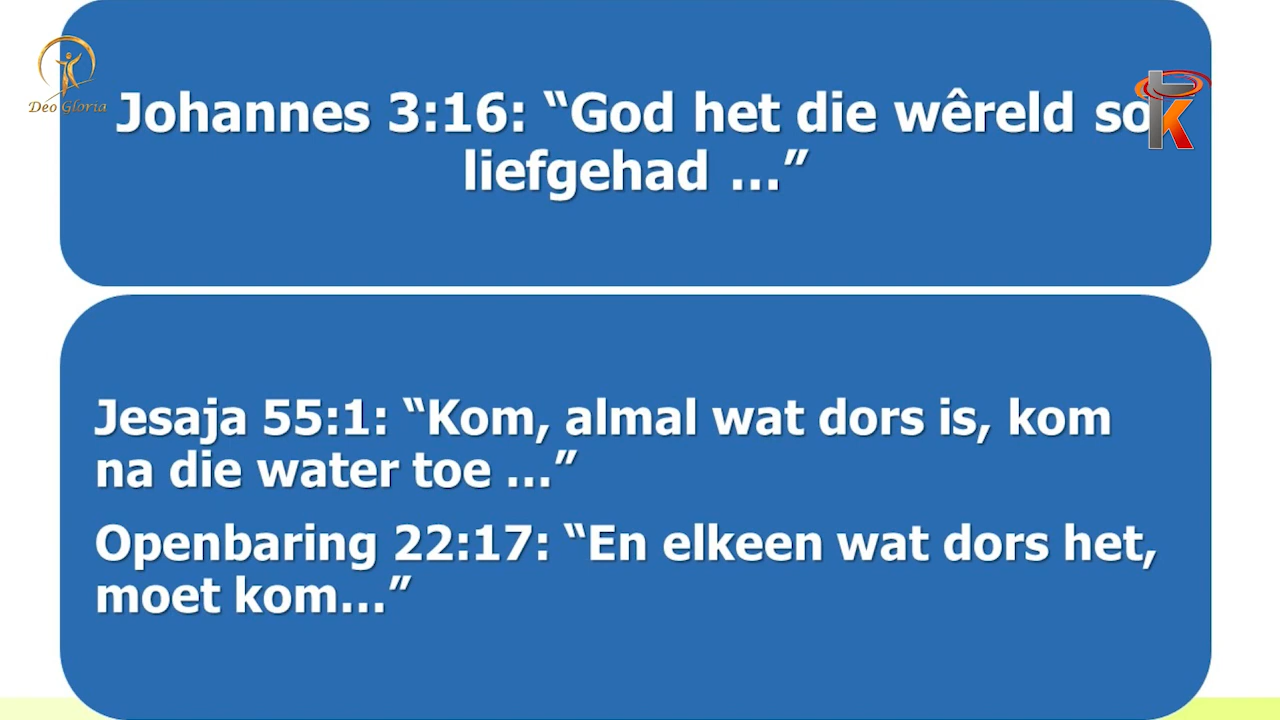 Deo Gloria
Johannes 3:16: “God het die wêreld so
liefgehad …”
Jesaja 55:1: “Kom, almal wat dors is, kom
na die water toe …”
Openbaring 22:17: “En elkeen wat dors het,
moet kom…”